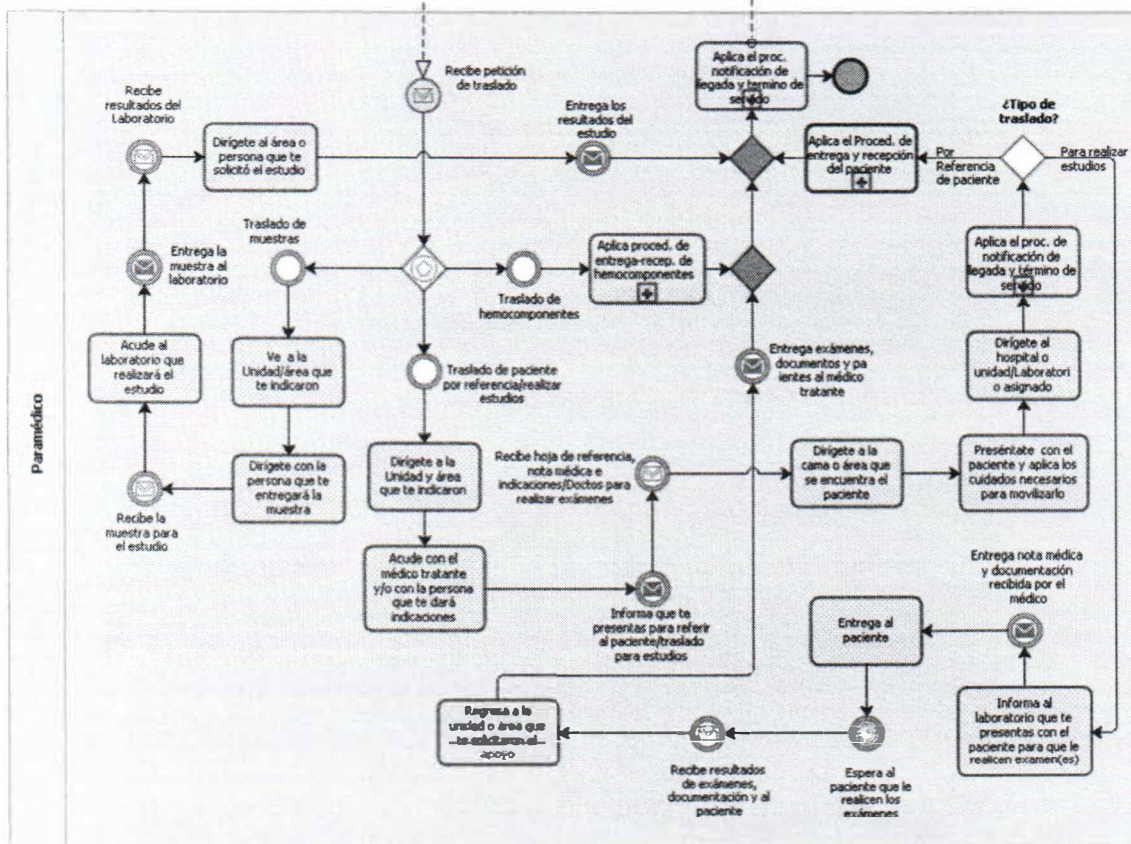 Paramédico
Recibe petición
de traslado
Recibe
resultados del
Laboratorio
Dirígete al área o
persona que te
solicitó el estudio
Entrega los
resultados del
estudio
Aplica el proc.
notificación de
llegada y término de
servicio
Aplica el Proced. de
entrega y recepción
del paciente
Por
Referencia
de paciente
¿Tipo de
traslado?
Para realizar
estudios
Entrega la
muestra al
laboratorio
Traslado de
muestras
Traslado de
hemocomponentes
Aplica proced. de
entrega-recep. de
hemocomponentes
Aplica el proc. de
notificación de
llegada y término de
servicio
Acude al
laboratorio que
realizará el
estudio
Ve a la
Unidad/área que
te indicaron
Traslado de paciente
por referencia/realizar
estudios
Entrega exámenes,
documentos y pa
ientes al médico
tratante
Dirígete al
hospital o
unidad/Laboratori
o asignado
Recibe la
muestra para
el estudio
Dirígete con la
persona que te
entregará la
muestra
Dirígete a la
Unidad y área
que te indicaron
Recibe hoja de referencia,
nota médica e
indicaciones/Doctos para
realizar exámenes
Dirígete a la
cama o área que
se encuentra el
paciente
Preséntate con el
paciente y aplica los
cuidados necesarios
para movilizarlo
Acude con el
médico tratante
y/o con la persona
que te dará
indicaciones
Informa que te
presentas para referir
al paciente/traslado
para estudios
Entrega al
paciente
Entrega nota médica
y documentación
recibida por el
médico
Regresa a la
unidad o área que
te solicitaron el
apoyo
Recibe resultados
de exámenes,
documentación y al
paciente
Espera al
paciente que le
realicen los
exámenes
Informa al
laboratorio que te
presentas con el
paciente para que le
realicen examen(es)